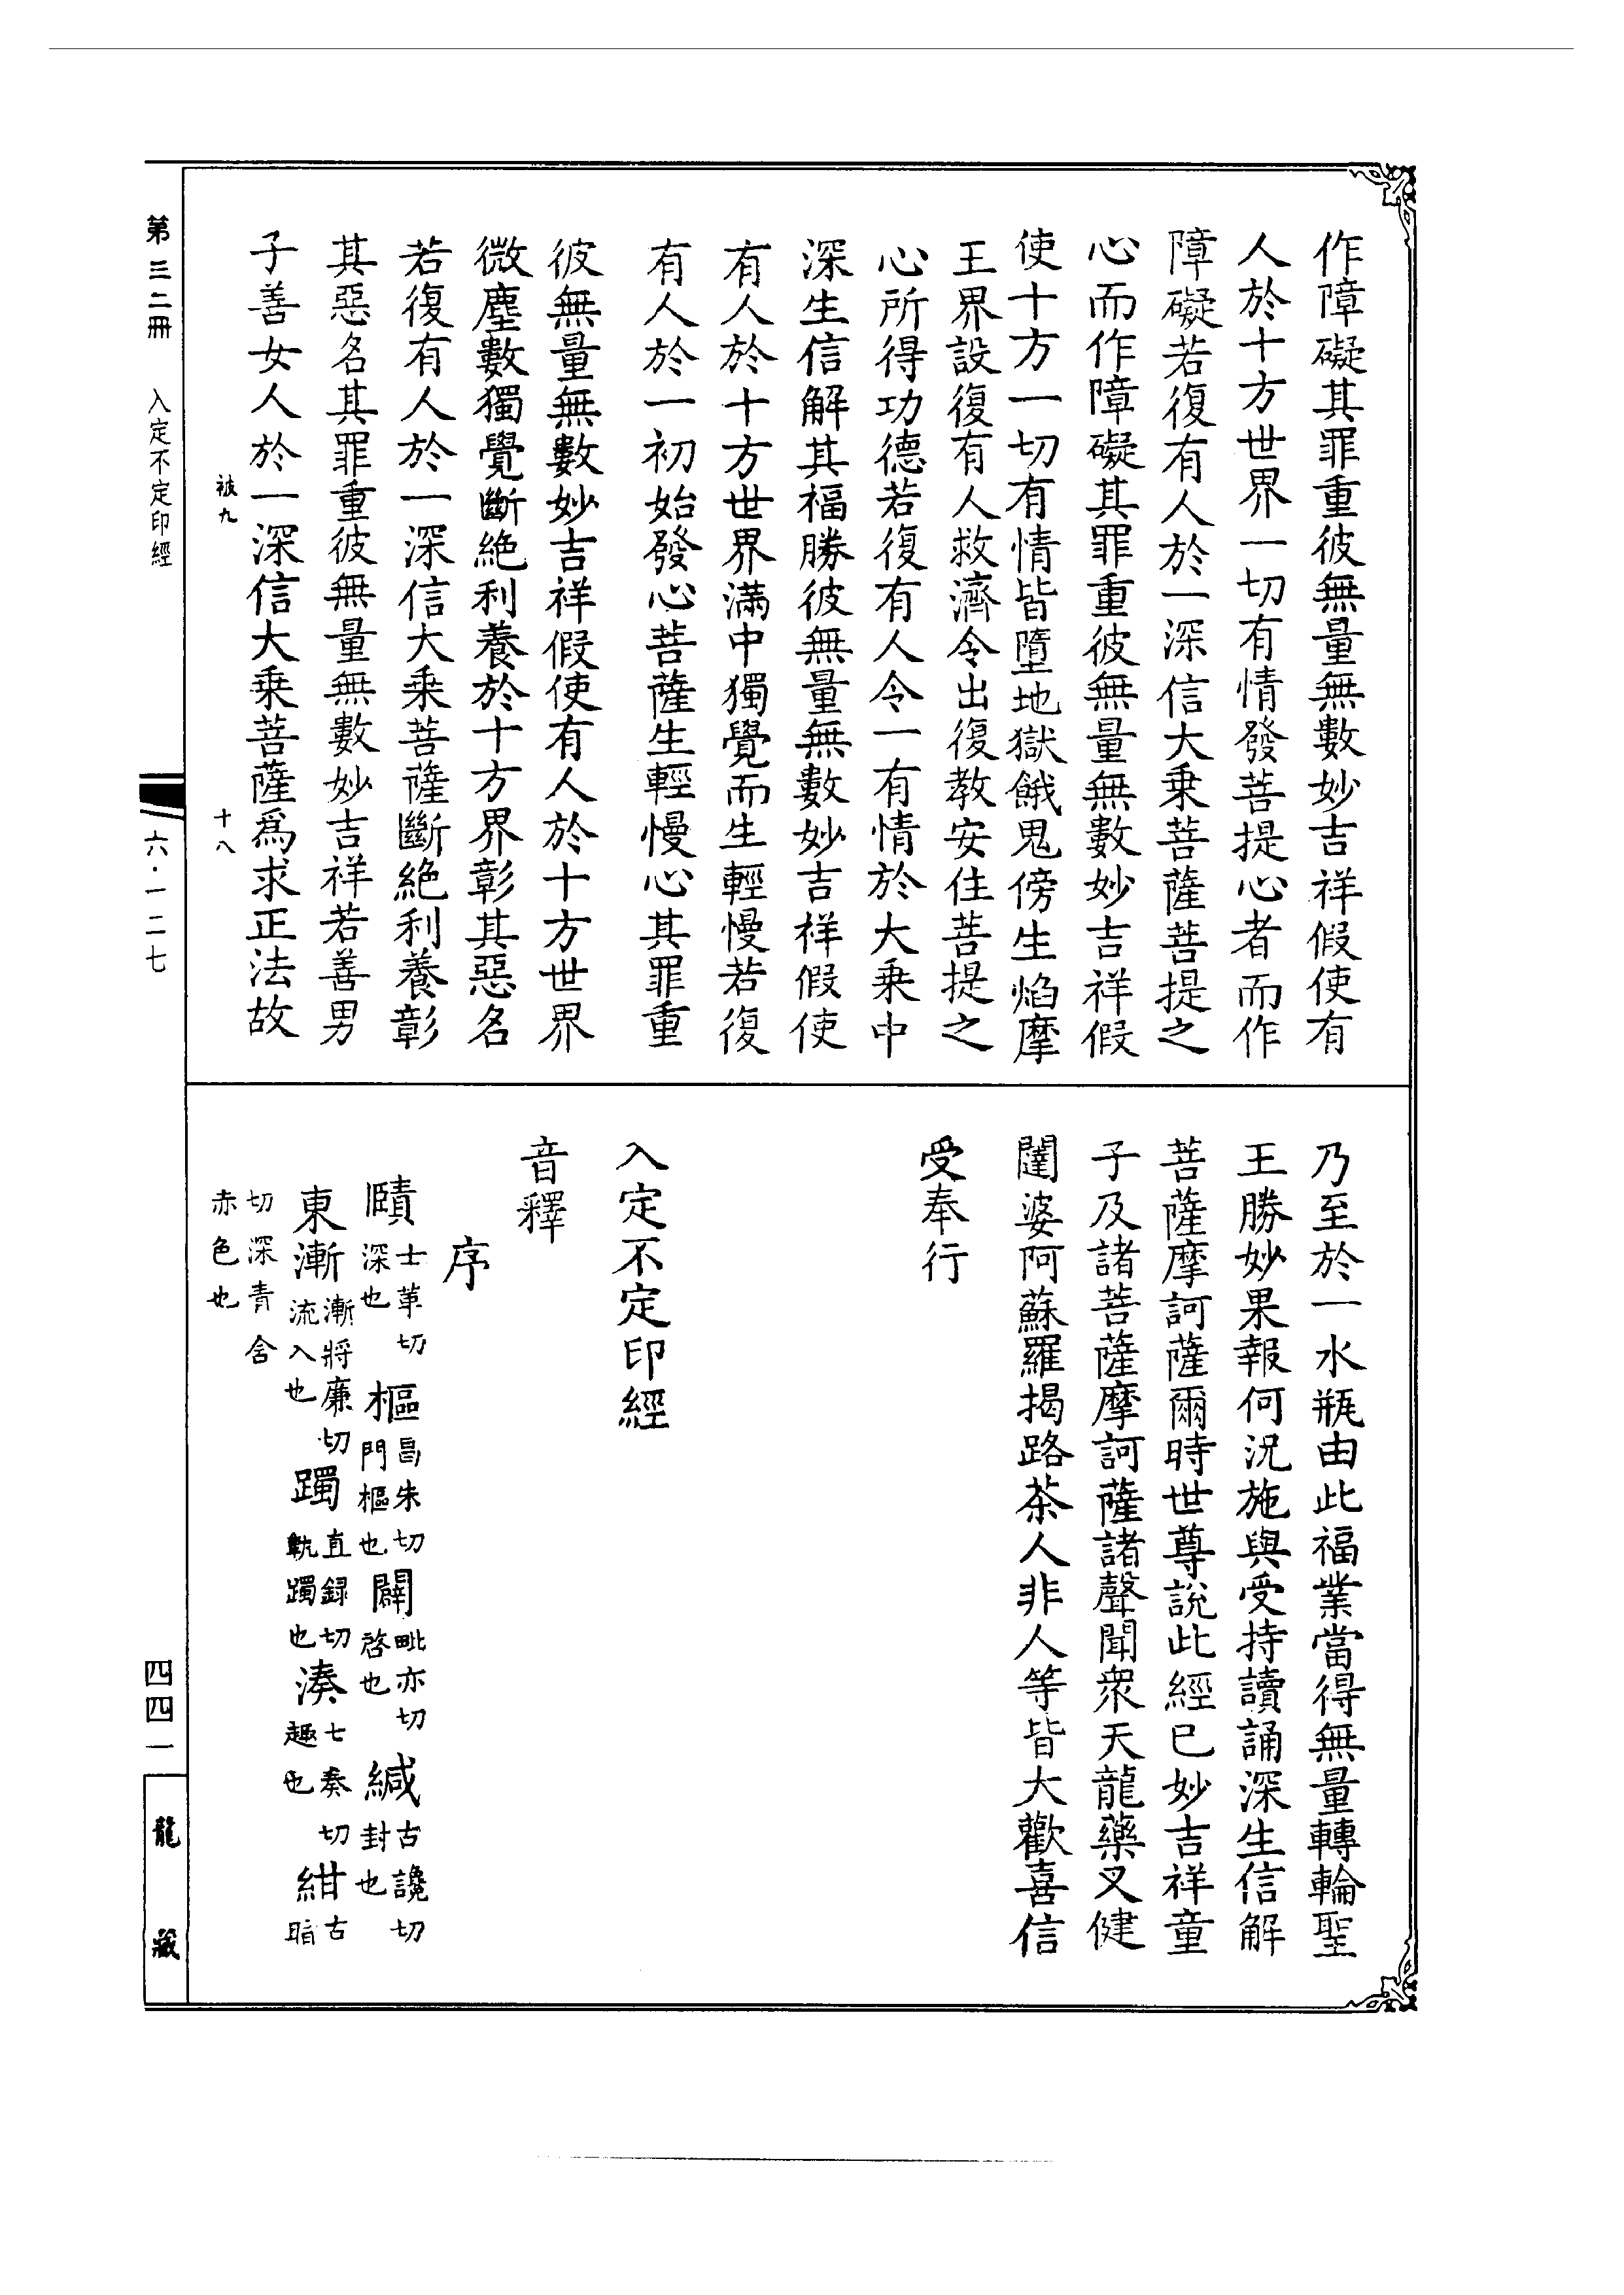 作障礙其罪重彼無量無數妙吉祥假使有
人於十方世界一切有情發菩提心者而作
障礙若復有人於一深信大乗菩薩菩提之
心而作障礙其罪重彼無量無數妙吉祥假
使十方一切有情皆墮地獄餓鬼傍生焰摩
王界設復有人救濟令出復教安住菩提之
心所得功德若復有人令一有情於大乗中
深生信解其福勝彼無量無數妙吉祥假使
有人於十方世界滿中獨覺而生輕慢若復
有人於一初始發心菩薩生輕慢心其罪重
彼無量無數妙吉祥假使有人於十方世界
微塵數獨覺斷絶利養於十方界彰其惡名
若復有人於一深信大乗菩薩斷絶利養彰
其惡名其罪重彼無量無數妙吉祥若善男
子善女人於一深信大乗菩薩爲求正法故
被九
十八
乃至於一水瓶由此福業當得無量轉輪聖
王勝妙果報何況施與受持讀誦深生信解
菩薩摩訶薩爾時世尊說此經已妙吉祥童
子及諸菩薩摩訶薩諸聲聞衆天龍藥叉健
闥婆阿蘇羅揭路茶人非人等皆大歡喜信
受奉行
入定不定印經
音釋
序
賾士革切深也樞昌朱切門樞也闢毗亦切啓也緘古讒切封也
東漸漸將廉切流入也躅直録切軌躅也湊七奏切趣也紺古暗
切深青含赤色也
第三二冊
入定不定印經
六·一二七
四四一
龍藏